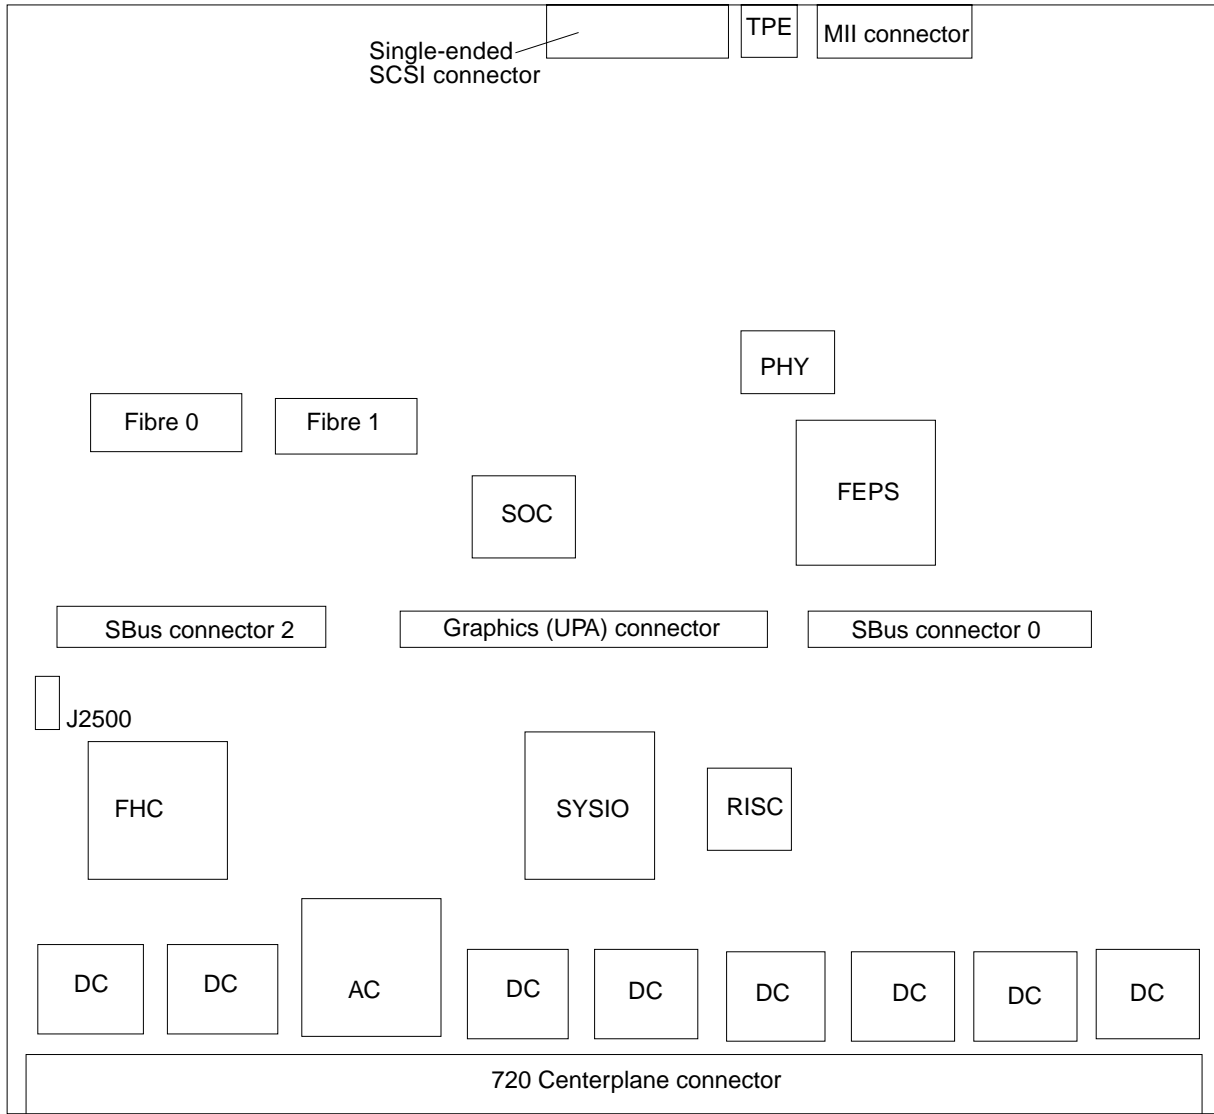 TPE
MII connector
Single-ended
SCSI connector
PHY
Fibre 0
Fibre 1
FEPS
SOC
SBus connector 2
Graphics (UPA) connector
SBus connector 0
J2500
FHC
SYSIO
RISC
DC
DC
AC
DC
DC
DC
DC
DC
DC
720 Centerplane connector